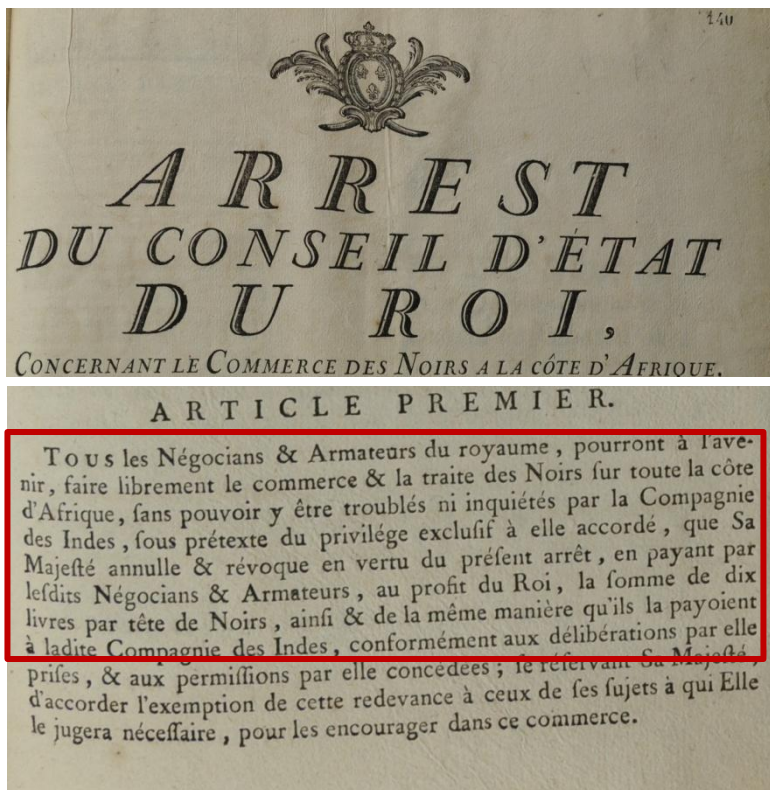 140
ARREST
DU CONSEIL D'ÉTAT
DU ROI,
CONCERNANT LE COMMERCE DES NOIRS A LA CÔTE D'AFRIQUE.
ARTICLE PREMIER.
TOUS les Négocians & Armateurs du royaume, pourront à l'ave-
nir, faire librement le commerce & la traite des Noirs ſur toute la côte
d'Afrique, ſans pouvoir y être troublés ni inquiétés par la Compagnie
des Indes, ſous prétexte du privilége excluſif à elle accordé, que Sa
Majeſté annulle & révoque en vertu du préſent arrêt, en payant par
leſdits Négocians & Armateurs, au profit du Roi, la ſomme de dix
livres par tête de Noirs, ainſi & de la même manière qu'ils la payoient
à ladite Compagnie des Indes, conformément aux délibérations par elle
priſes, & aux permiſſions par elle concédées; ſe réſervant Sa Majeſté,
d'accorder l'exemption de cette redevance à ceux de ſes ſujets à qui Elle
le jugera néceſſaire, pour les encourager dans ce commerce.